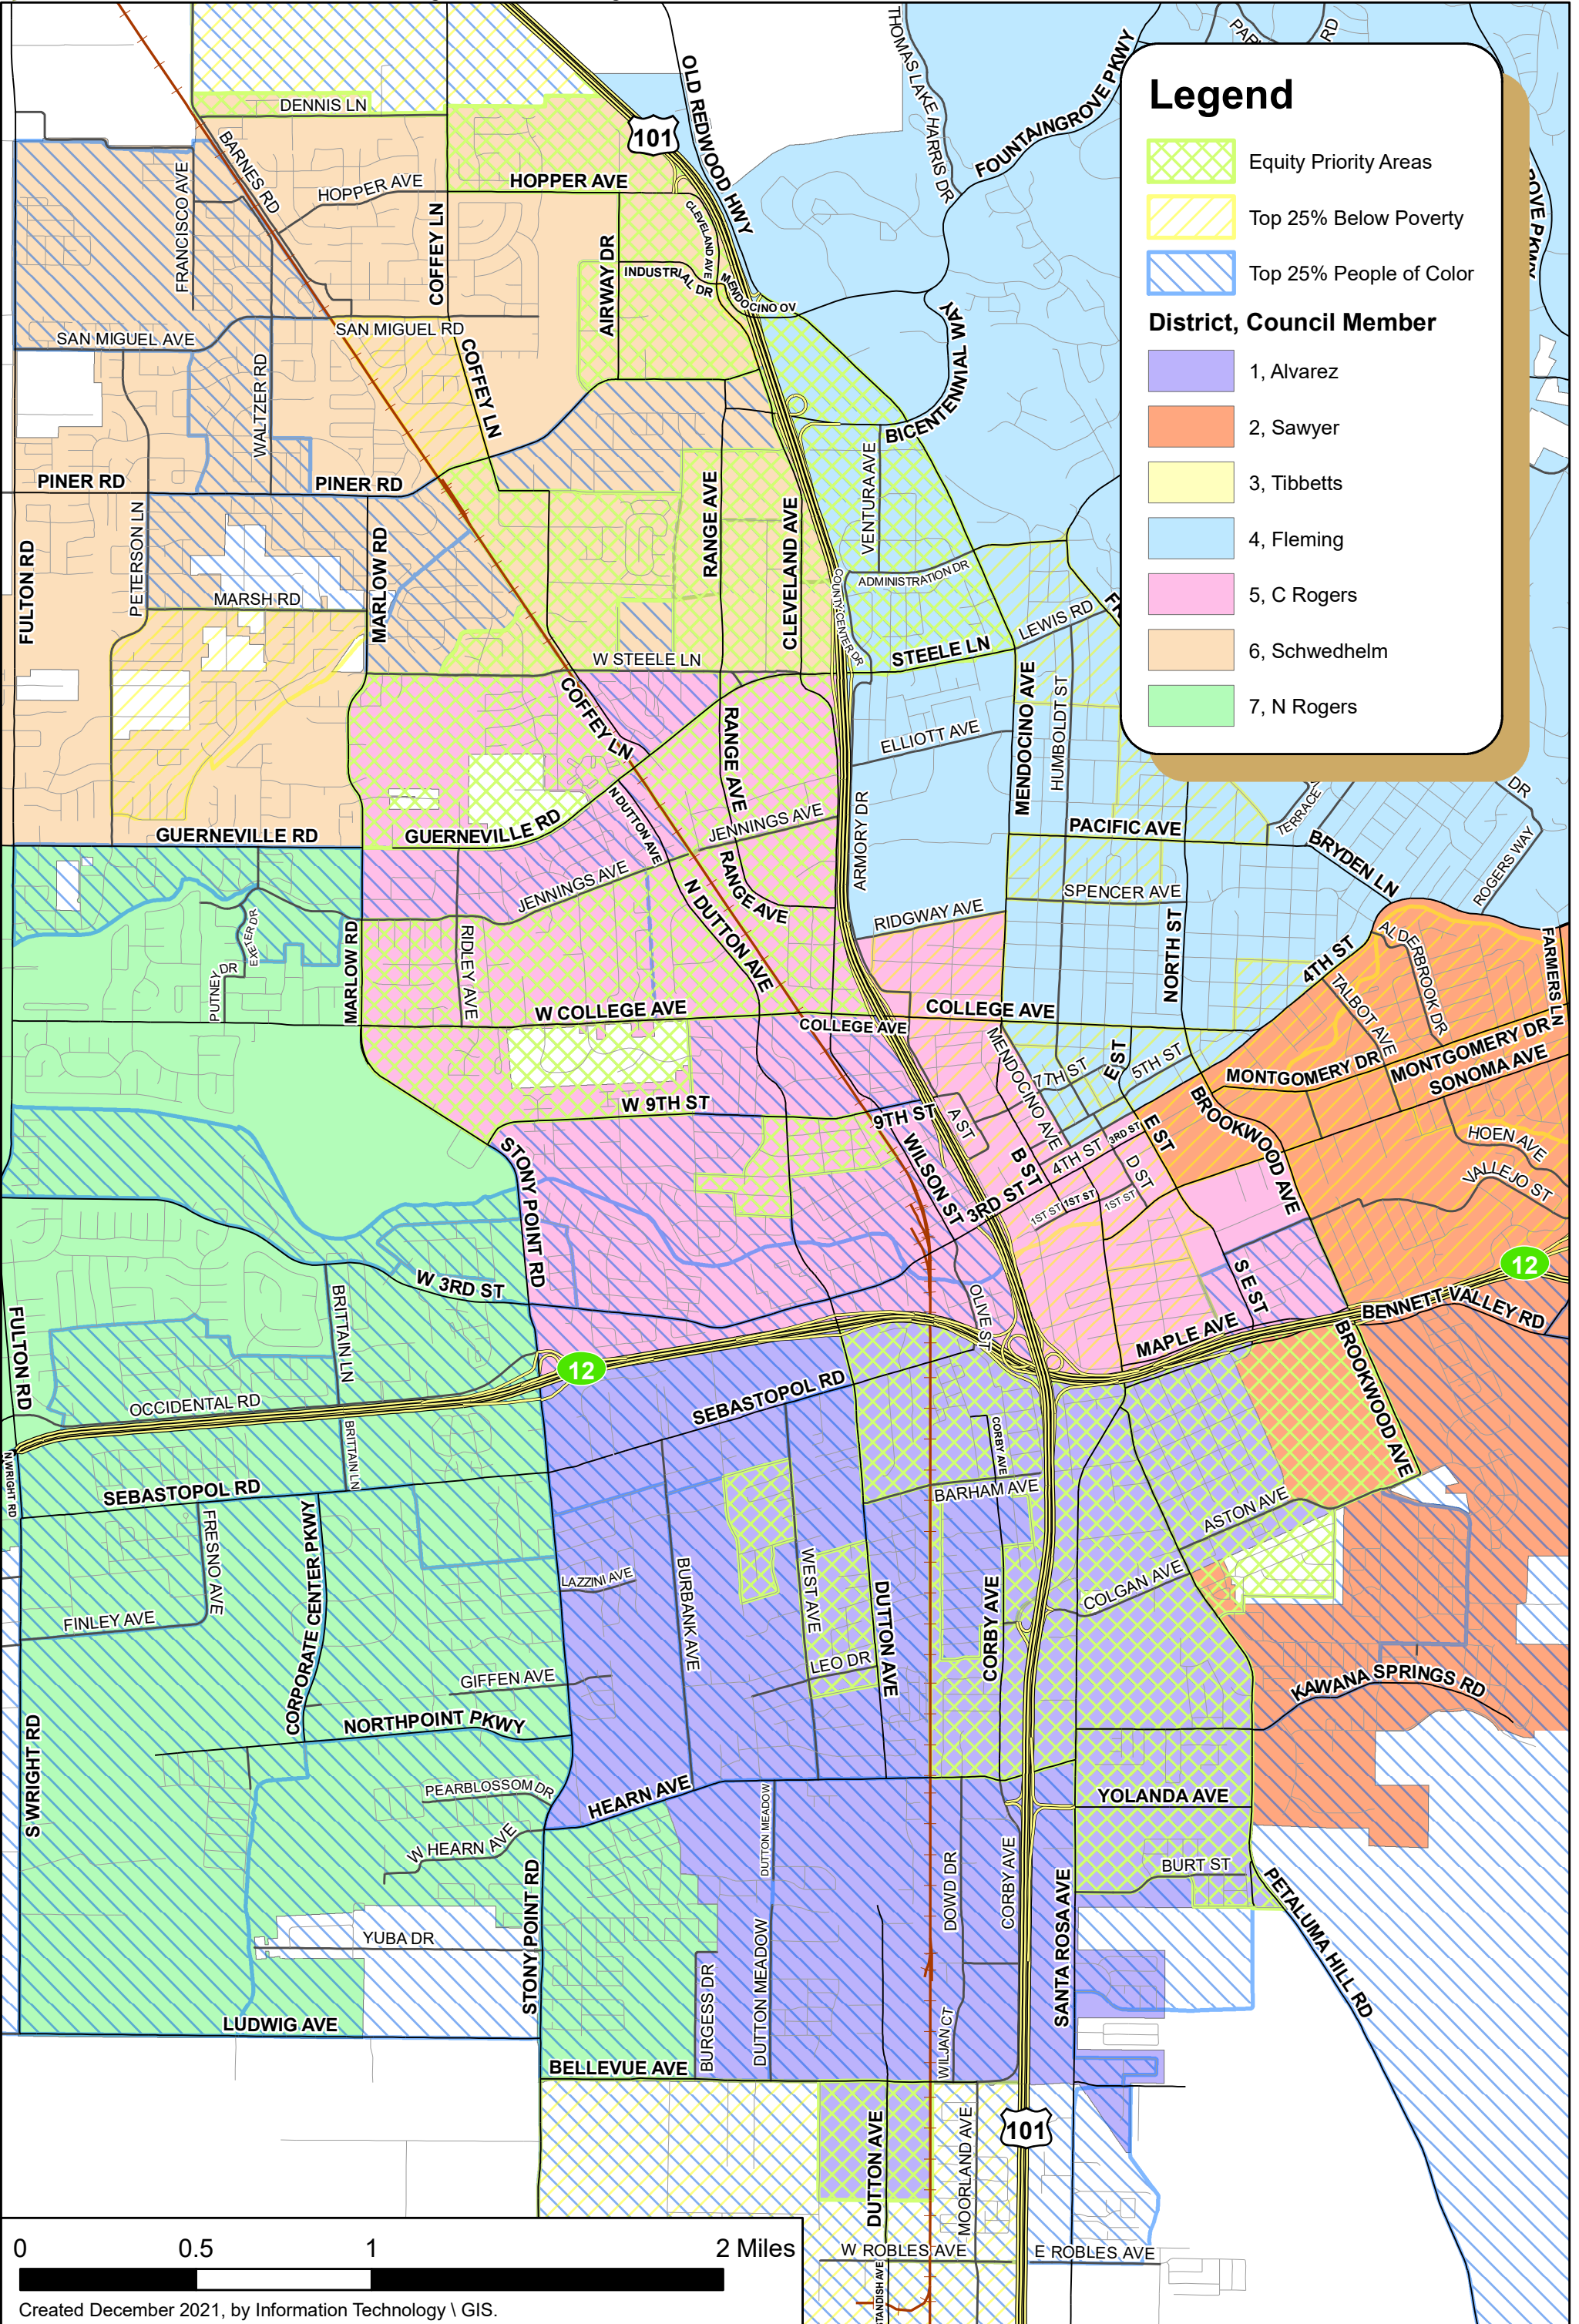 THOMAS LAKE HARRIS DR
RD
OLD REDWOOD HWY
FOUNTAINGROVE PKWY
Legend
Equity Priority Areas
Top 25% Below Poverty
Top 25% People of Color
District, Council Member
1, Alvarez
2, Sawyer
3, Tibbetts
4, Fleming
5, C Rogers
6, Schwedhelm
7, N Rogers
DENNIS LN
101
BARNES RD
FRANCISCO AVE
HOPPER AVE
HOPPER AVE
COFFEY LN
CLEVELAND AVE
AIRWAY DR
INDUSTRIAL DR
MENDOCINO OV
SAN MIGUEL AVE
SAN MIGUEL RD
WALTZER RD
COFFEY LN
BICENTENNIAL WAY
PINER RD
PINER RD
PETERSON LN
FULTON RD
MARLOW RD
MARSH RD
RANGE AVE
CLEVELAND AVE
VENTURA AVE
ADMINISTRATION DR
COUNTY CENTER DR
W STEELE LN
STEELE LN
LEWIS RD
COFFEY LN
RANGE AVE
ELLIOTT AVE
MENDOCINO AVE
HUMBOLDT ST
N DUTTON AVE
JENNINGS AVE
ARMORY DR
GUERNEVILLE RD
GUERNEVILLE RD
PACIFIC AVE
TERRACE
DR
BRYDEN LN
ROGERS WAY
JENNINGS AVE
RANGE AVE
N DUTTON AVE
SPENCER AVE
RIDGWAY AVE
NORTH ST
EXETER DR
PUTNEY DR
MARLOW RD
RIDLEY AVE
4TH ST
ALDERBROOK DR
TALBOT AVE
FARMERS LN
W COLLEGE AVE
COLLEGE AVE
COLLEGE AVE
MENDOCINO AVE
7TH ST
E ST
5TH ST
MONTGOMERY DR
MONTGOMERY DR
SONOMA AVE
W 9TH ST
9TH ST
A ST
B ST
4TH ST
3RD ST
E ST
D ST
BROOKWOOD AVE
HOEN AVE
VALLEJO ST
STONY POINT RD
WILSON ST
3RD ST
1ST ST
1ST ST
1ST ST
12
W 3RD ST
S E ST
OLIVE ST
MAPLE AVE
BENNETT VALLEY RD
FULTON RD
BRITTAIN LN
12
OCCIDENTAL RD
SEBASTOPOL RD
BROOKWOOD AVE
BRITTAIN LN
N WRIGHT RD
SEBASTOPOL RD
CORBY AVE
BARHAM AVE
ASTON AVE
FRESNO AVE
CORPORATE CENTER PKWY
LAZZINI AVE
BURBANK AVE
WEST AVE
DUTTON AVE
CORBY AVE
COLGAN AVE
FINLEY AVE
GIFFEN AVE
LEO DR
KAWANA SPRINGS RD
NORTHPOINT PKWY
S WRIGHT RD
PEARBLOSSOM DR
HEARN AVE
DUTTON MEADOW
YOLANDA AVE
W HEARN AVE
DOWD DR
CORBY AVE
BURT ST
STONY POINT RD
SANTA ROSA AVE
PETALUMA HILL RD
YUBA DR
BURGESS DR
DUTTON MEADOW
WILJAN CT
LUDWIG AVE
BELLEVUE AVE
101
DUTTON AVE
MOORLAND AVE
W ROBLES AVE
E ROBLES AVE
0 0.5 1 2 Miles
Created December 2021, by Information Technology \ GIS.